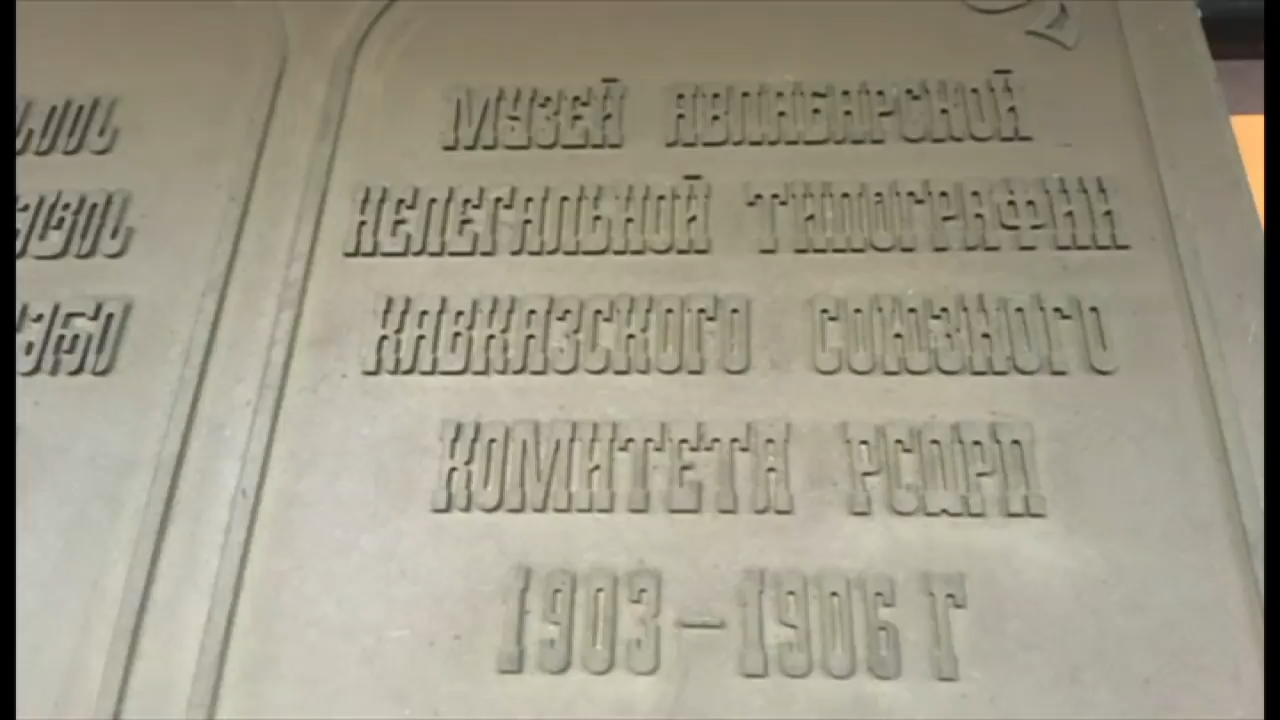 МУЗЕЙ АВЛАБАРСКОЙ
НЕЛЕГАЛЬНОЙ ТИПОГРАФИИ
КАВКАЗСКОГО СОЮЗНОГО
КОМИТЕТА РСДРП
1903-1906 Г